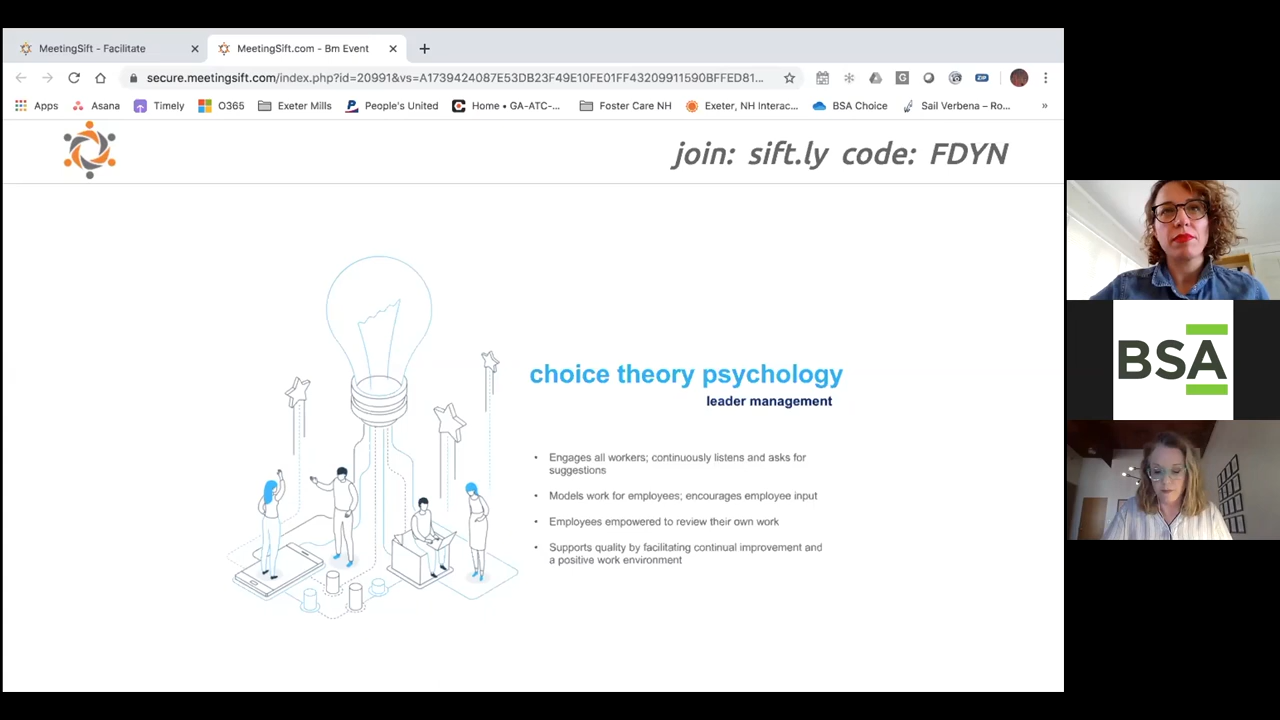 MeetingSift - Facilitate
MeetingSift.com - Bm Event
secure.meetingsift.com/index.php?id=20991&vs=A1739424087E53DB23F49E10FE01FF43209911590BFFED81...
Apps
Asana
Timely
O365
Exeter Mills
People's United
Home • GA-ATC-...
Foster Care NH
Exeter, NH Interac...
BSA Choice
Sail Verbena – Ro...
»
join: sift.ly code: FDYN
choice theory psychology
leader management
• Engages all workers; continuously listens and asks for
suggestions
• Models work for employees; encourages employee input
• Employees empowered to review their own work
• Supports quality by facilitating continual improvement and
a positive work environment
BSA